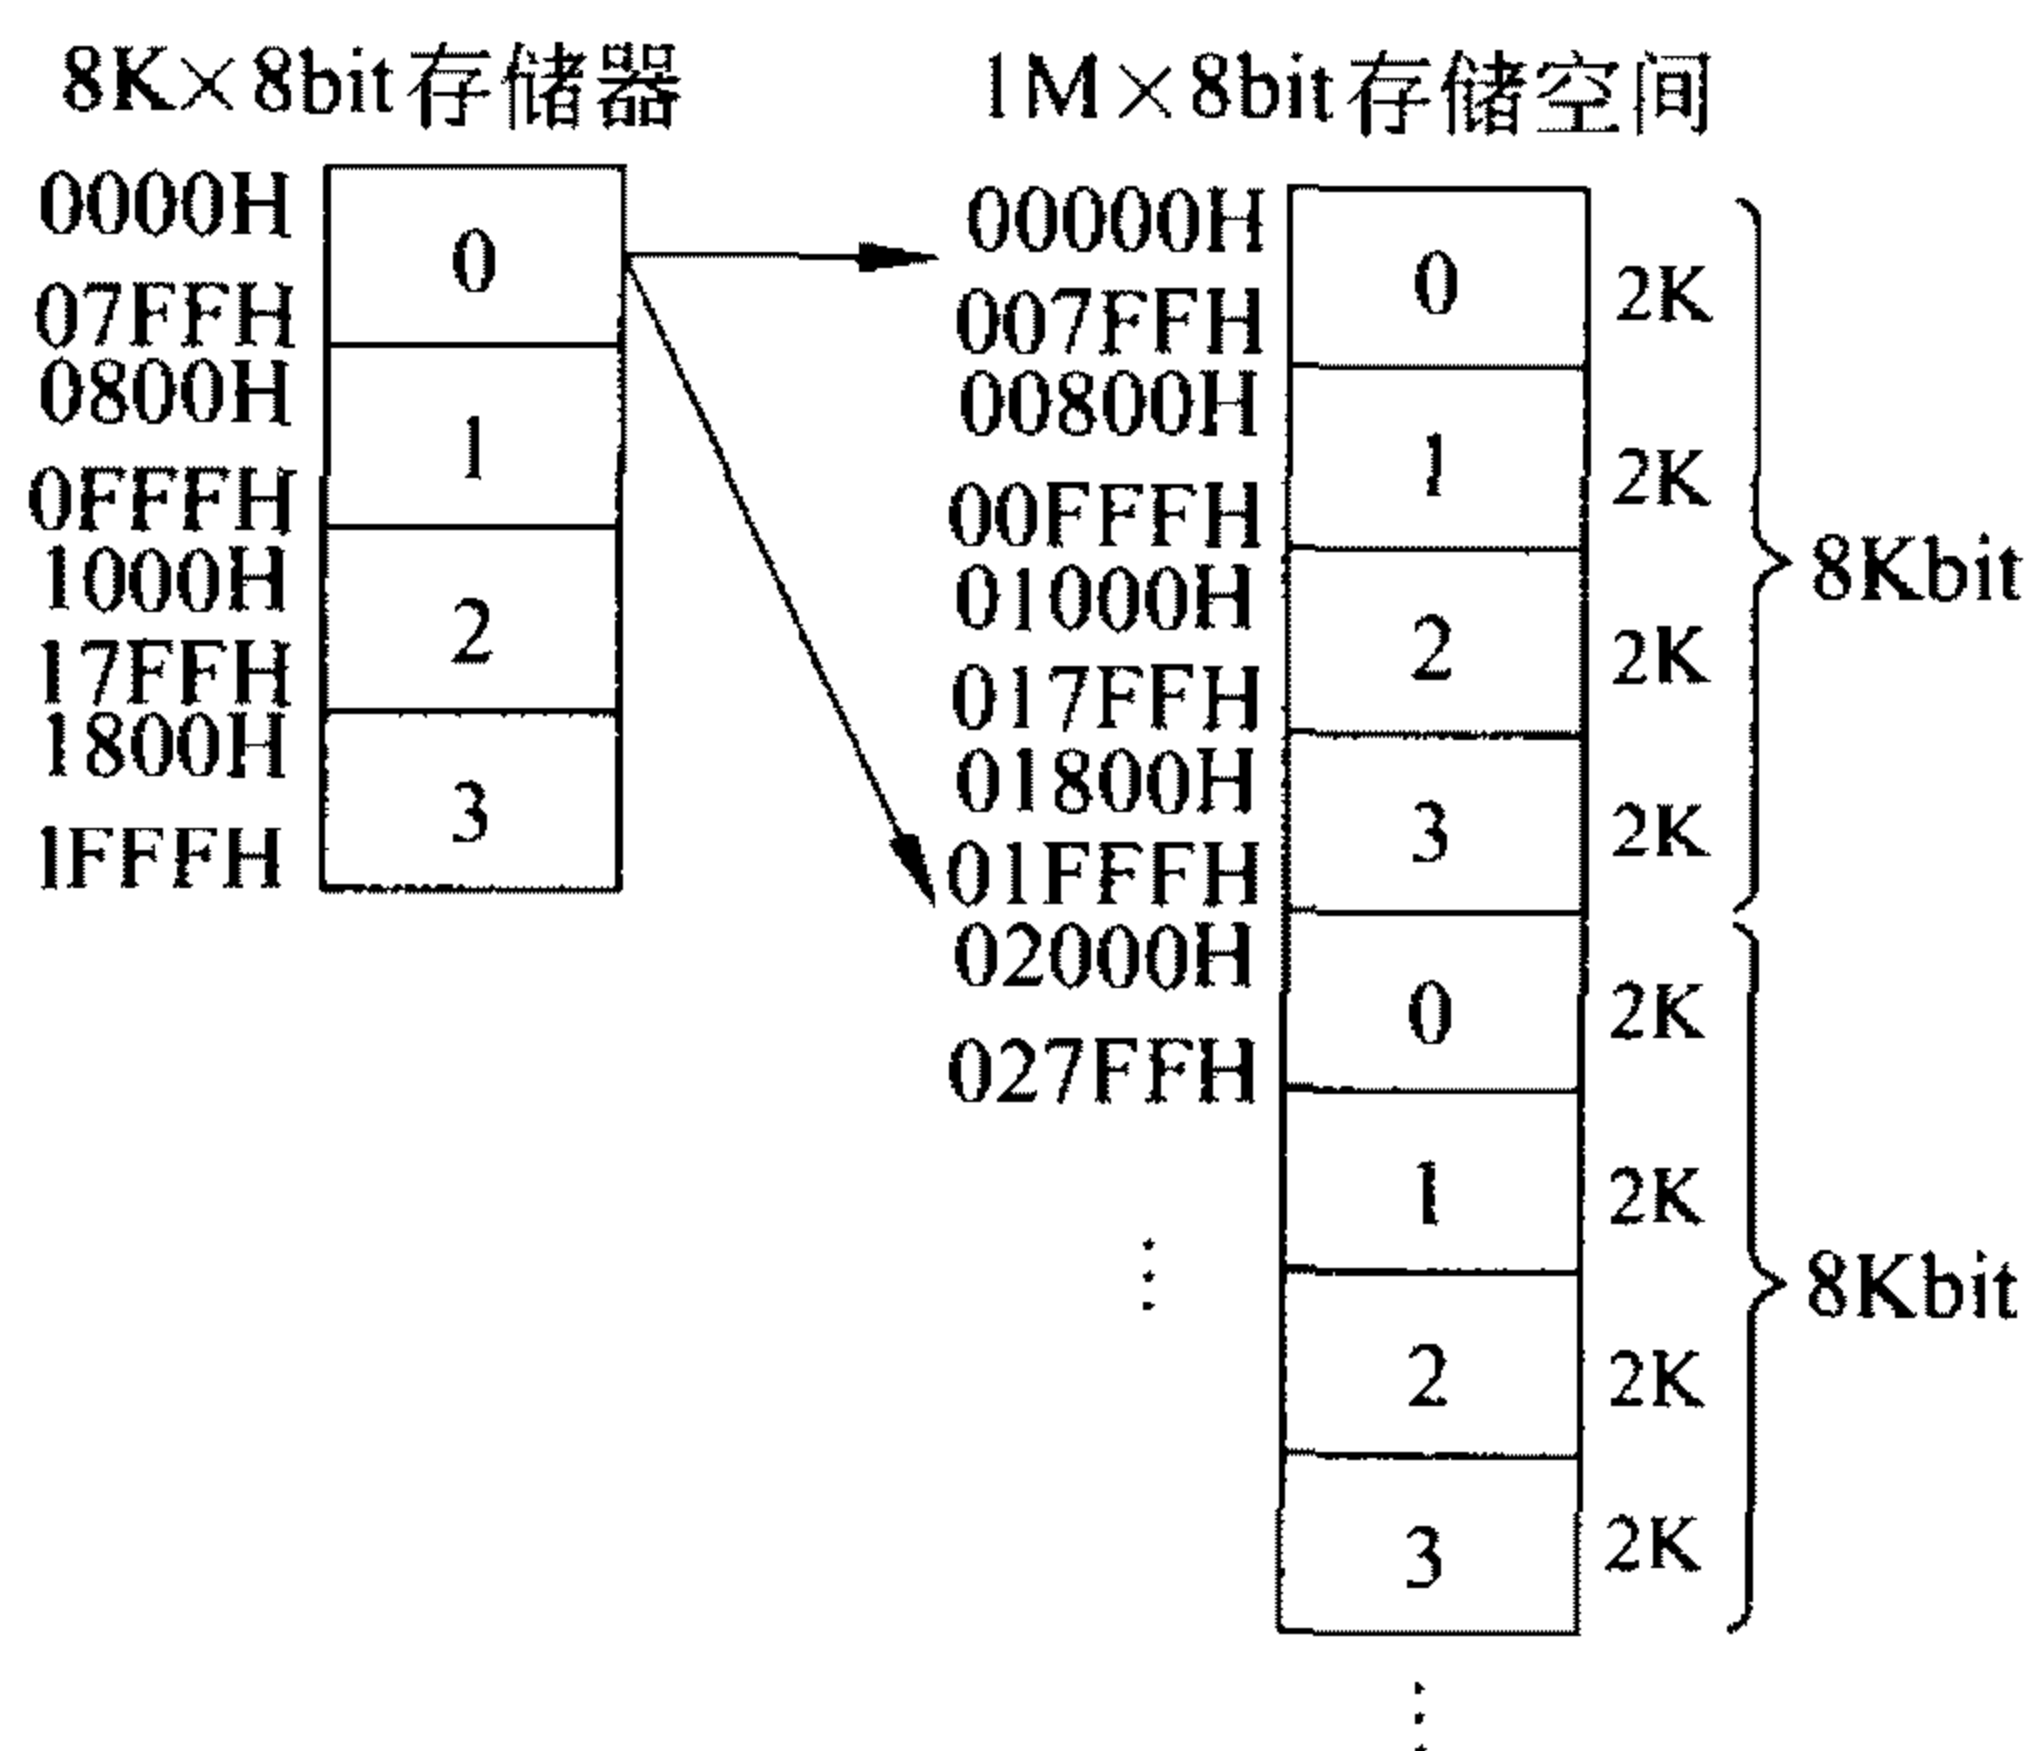 8K×8bit存储器
0000H
07FFH
0800H
0FFFH
1000H
17FFH
1800H
1FFFH
0
1
2
3
1M×8bit存储空间
00000H
007FFH
00800H
00FFFH
01000H
017FFH
01800H
01FFFH
02000H
027FFH
⋮
0 2K
1 2K
2 2K
3 2K
8Kbit
0 2K
1 2K
2 2K
3 2K
8Kbit
⋮